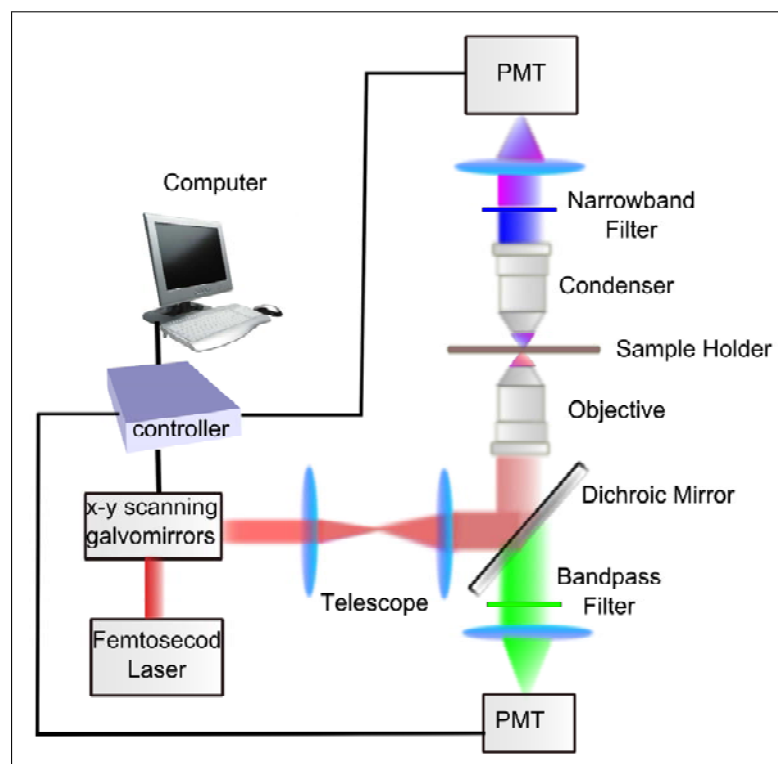 PMT
Computer
Narrowband
Filter
Condenser
Sample Holder
Objective
controller
Dichroic Mirror
x-y scanning
galvomirrors
Bandpass
Filter
Telescope
Femtosecod
Laser
PMT